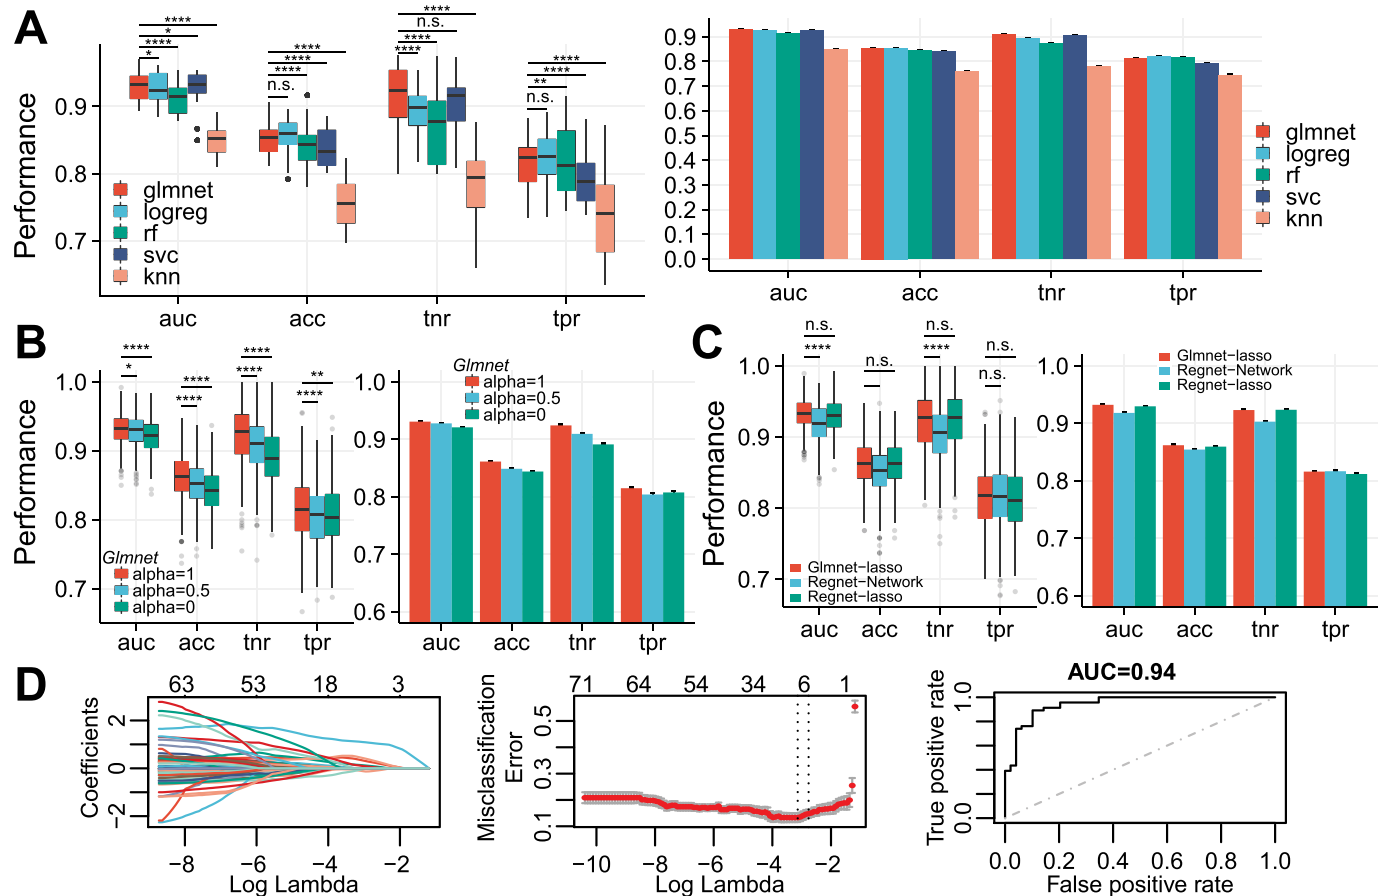 A
Performance
0.9
0.8
0.7
****
*
****
*
****
****
****
n.s.
****
n.s.
****
****
****
****
**
n.s.
glmnet
logreg
rf
svc
knn
auc
acc
tnr
tpr
0.9
0.8
0.7
0.6
0.5
0.4
0.3
0.2
0.1
0.0
auc
acc
tnr
tpr
glmnet
logreg
rf
svc
knn
B
Performance
1.0
0.9
0.8
0.7
****
*
****
****
****
****
**
****
Glmnet
alpha=1
alpha=0.5
alpha=0
auc
acc
tnr
tpr
1.0
0.9
0.8
0.7
0.6
Glmnet
alpha=1
alpha=0.5
alpha=0
auc
acc
tnr
tpr
C
Performance
1.0
0.9
0.8
0.7
n.s.
****
n.s.
n.s.
****
n.s.
n.s.
Glmnet-lasso
Regnet-Network
Regnet-lasso
auc
acc
tnr
tpr
1.0
0.9
0.8
0.7
0.6
Glmnet-lasso
Regnet-Network
Regnet-lasso
auc
acc
tnr
tpr
D
63 53 18 3
Coefficients
2
0
−2
−8 −6 −4 −2
Log Lambda
71 64 54 34 6 1
Misclassification
Error
0.5
0.3
0.1
−10 −8 −6 −4 −2
Log Lambda
AUC=0.94
True positive rate
1.0
0.0
0.0 0.2 0.4 0.6 0.8 1.0
False positive rate